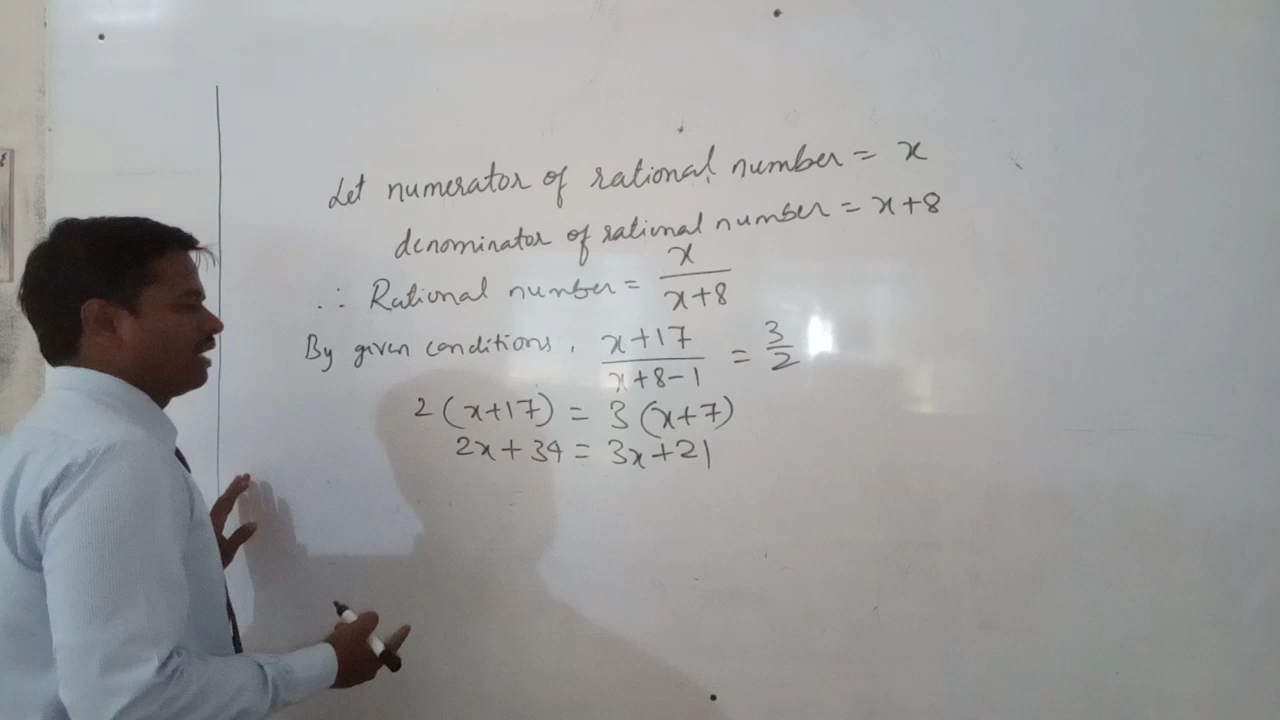 Let numerator of rational number = x
denominator of rational number = x+8
∴ Rational number = x/(x+8)
By given conditions, (x+17)/(x+8-1) = 3/2
2(x+17) = 3(x+7)
2x+34 = 3x+21